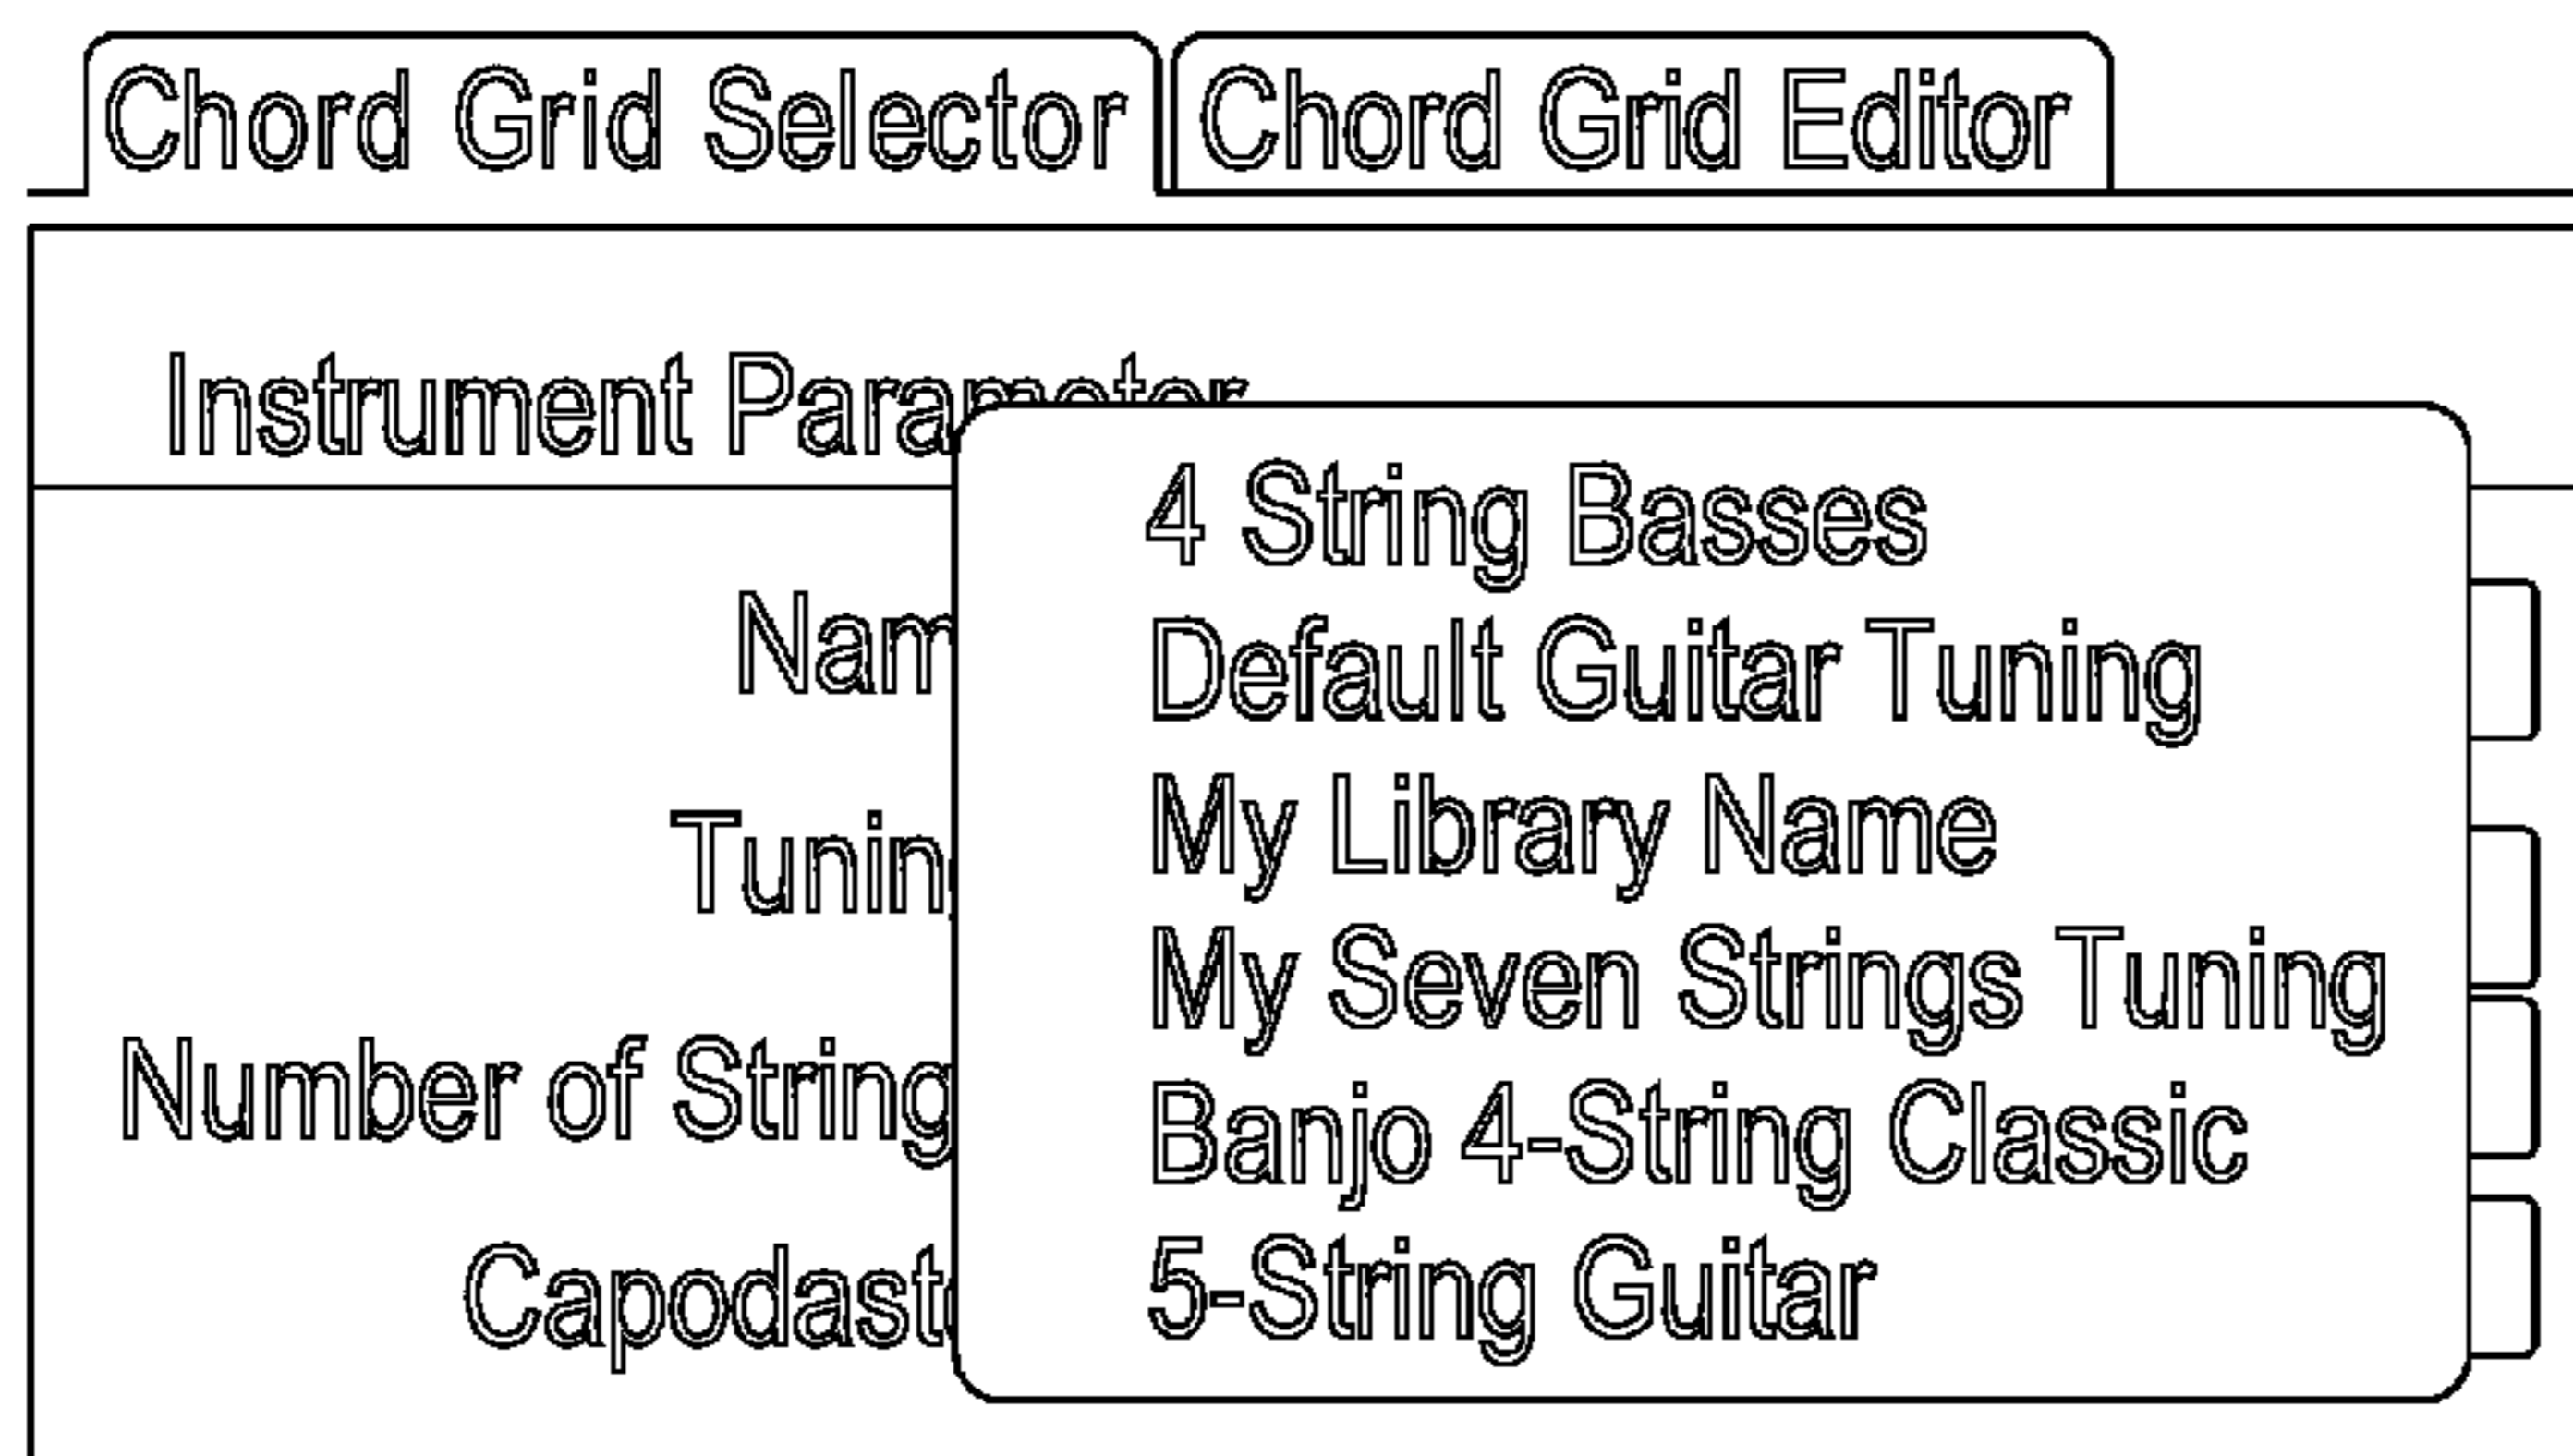 Chord Grid Selector Chord Grid Editor
Instrument Parameter
4 String Basses
Default Guitar Tuning
My Library Name
My Seven Strings Tuning
Banjo 4-String Classic
5-String Guitar
Nam
Tunin
Number of String
Capodast